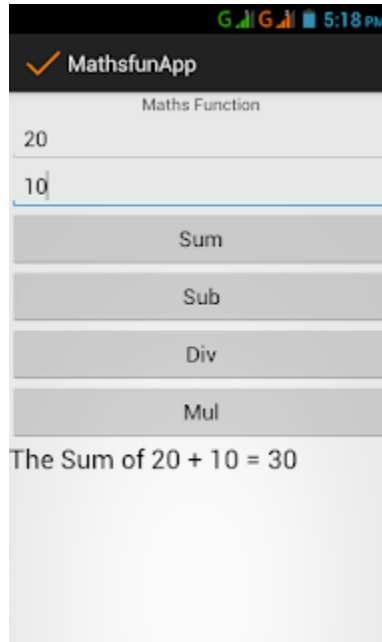 G G 5:18 PM
MathsfunApp
Maths Function
20
10
Sum
Sub
Div
Mul
The Sum of 20 + 10 = 30